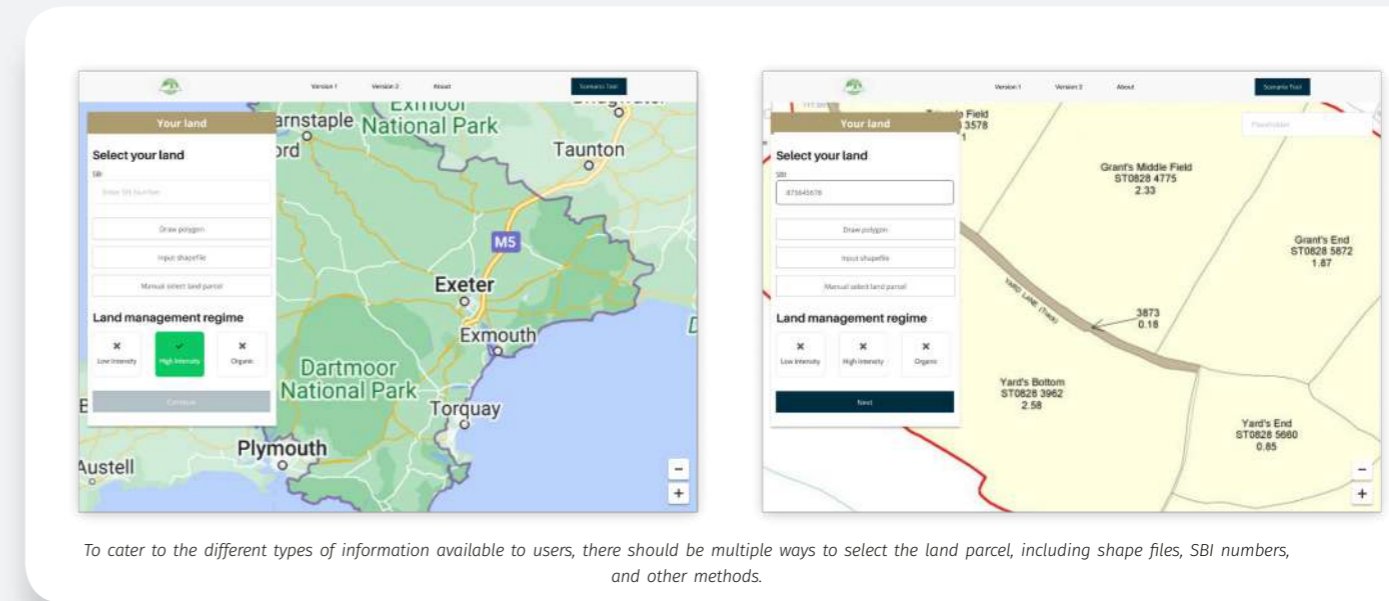 Version 1 Version 2 About Scenario Tool
Exmoor
National Park
arnstaple
ord
Taunton
Your land
Select your land
SBI
Enter SBI Number
Draw polygon
Input shapefile
Manual select land parcel
Land management regime
Low Intensity High Intensity Organic
Continue
M5
Exeter
Exmouth
Dartmoor
National Park
Torquay
Plymouth
Austell
−
+
Version 1 Version 2 About Scenario Tool
Field
3578
Placeholder
Your land
Select your land
SBI
873645678
Draw polygon
Input shapefile
Manual select land parcel
Land management regime
Low Intensity High Intensity Organic
Next
Grant's Middle Field
ST0828 4775
2.33
Grant's End
ST0828 5872
1.87
YARD LANE (Track)
3873
0.18
Yard's Bottom
ST0828 3962
2.58
Yard's End
ST0828 5660
0.85
−
+
To cater to the different types of information available to users, there should be multiple ways to select the land parcel, including shape files, SBI numbers,
and other methods.